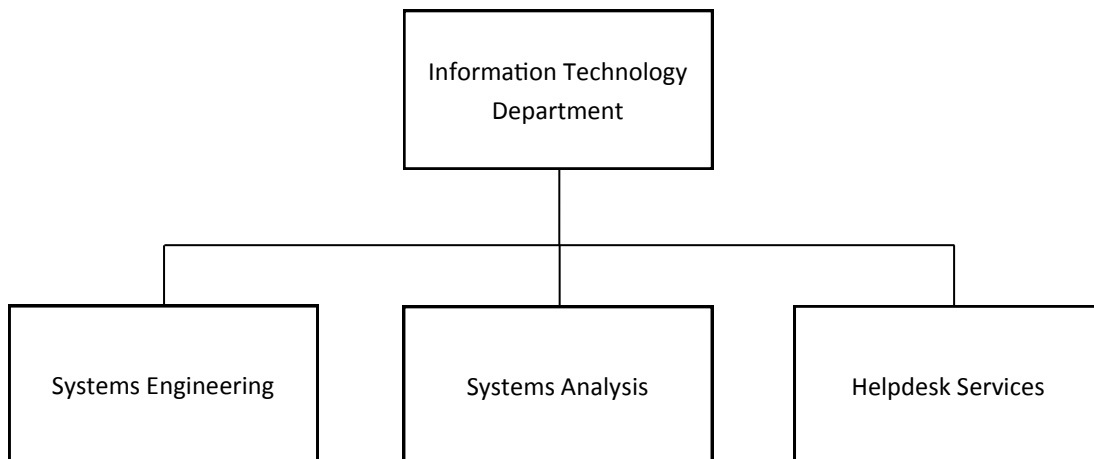 Information Technology
Department
Systems Engineering
Systems Analysis
Helpdesk Services